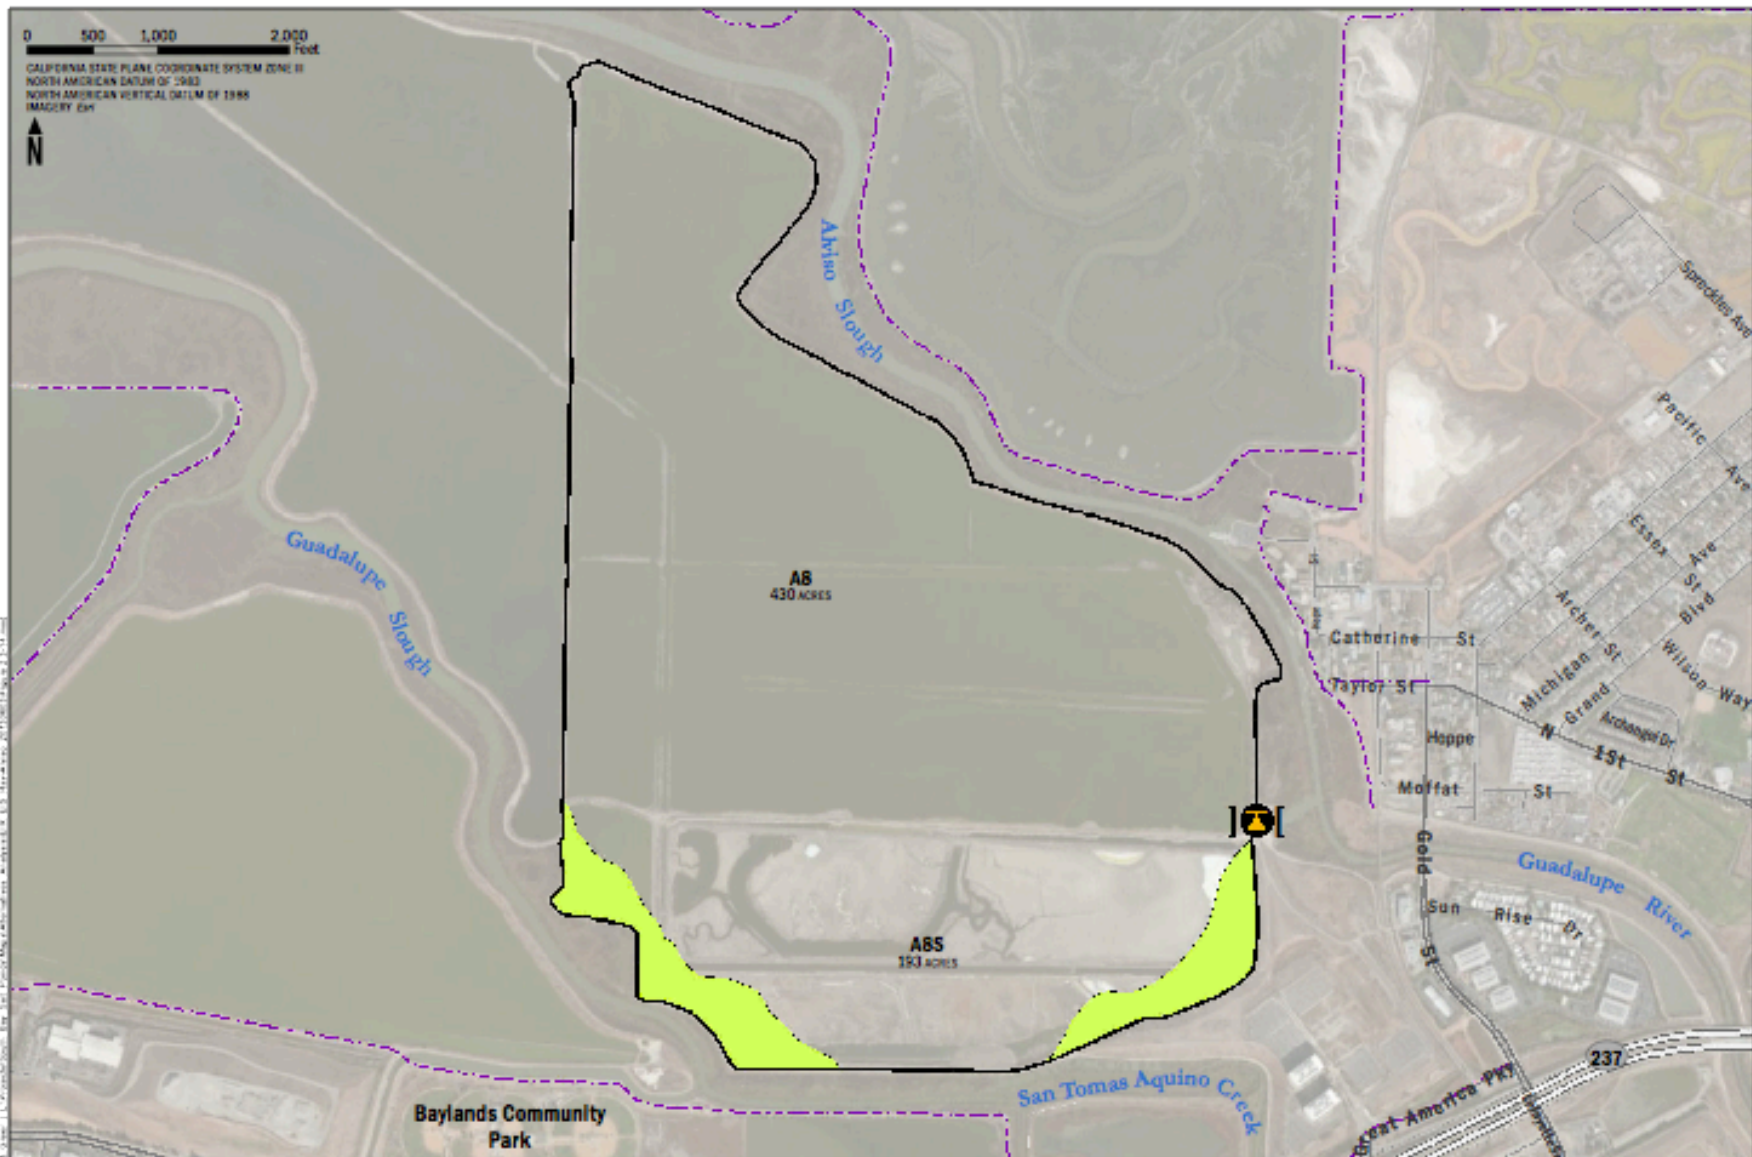 0 500 1,000 2,000
Feet
CALIFORNIA STATE PLANE COORDINATE SYSTEM ZONE III
NORTH AMERICAN DATUM OF 1983
NORTH AMERICAN VERTICAL DATUM OF 1988
IMAGERY Esri
N
Alviso Slough
Spreckles Ave
Pacific Ave
Essex St
Archer St
Ave
Blvd
Guadalupe Slough
A8
430 ACRES
Catherine St
Wilson Way
Michigan
Taylor St
Grand
Archangel Dr
Hoppe
N 1St St
Moffat St
] [
Gold St
Guadalupe River
Sun Rise Dr
A8S
193 ACRES
237
San Tomas Aquino Creek
Great America Pky
Baylands Community
Park